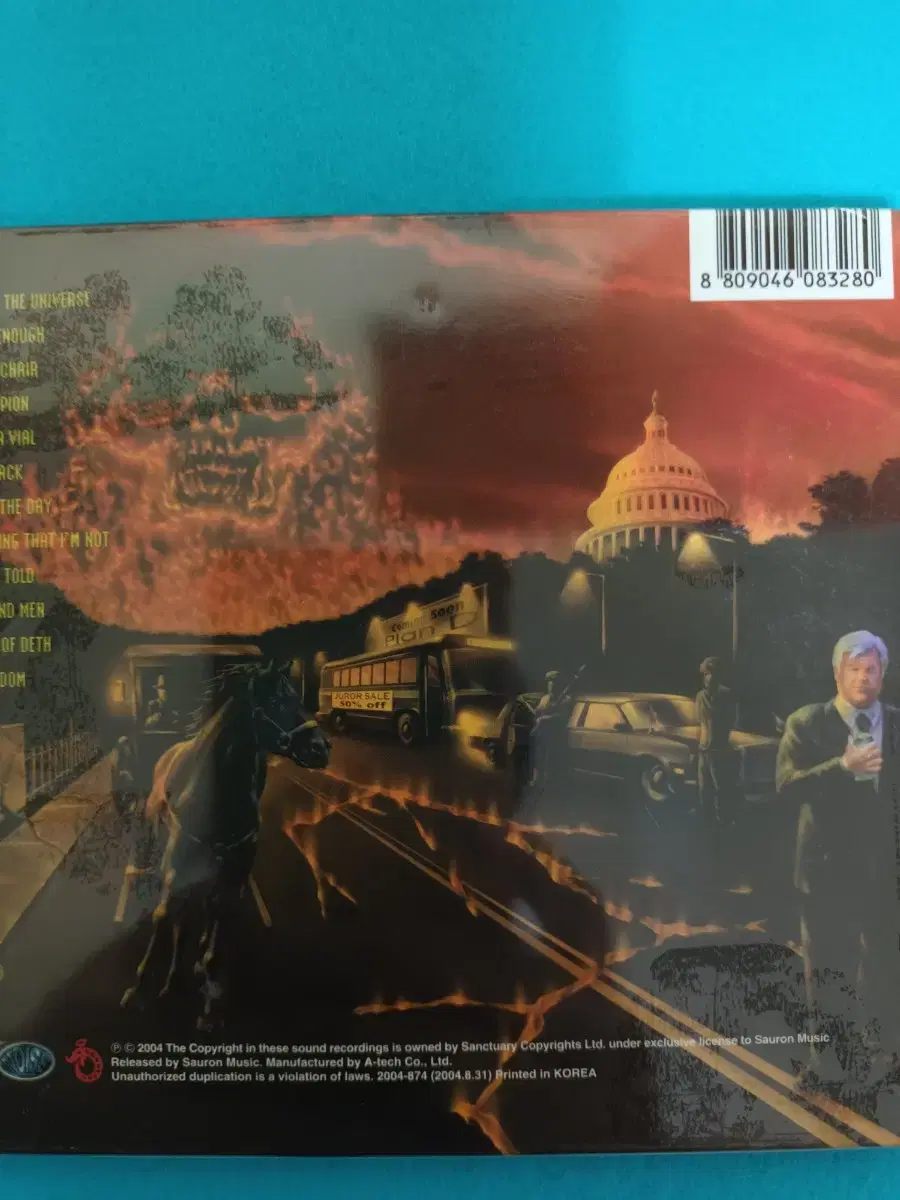 8 809046 083280
THE UNIVERSE
ENOUGH
CHAIR
PION
A VIAL
ACK
THE DAY
ING THAT I'M NOT
TOLD
ND MEN
OF DETH
DOM
Coming Soon
Plan D
JUROR SALE
50% off
℗ © 2004 The Copyright in these sound recordings is owned by Sanctuary Copyrights Ltd. under exclusive license to Sauron Music
Released by Sauron Music. Manufactured by A-tech Co., Ltd.
Unauthorized duplication is a violation of laws. 2004-874 (2004.8.31) Printed in KOREA